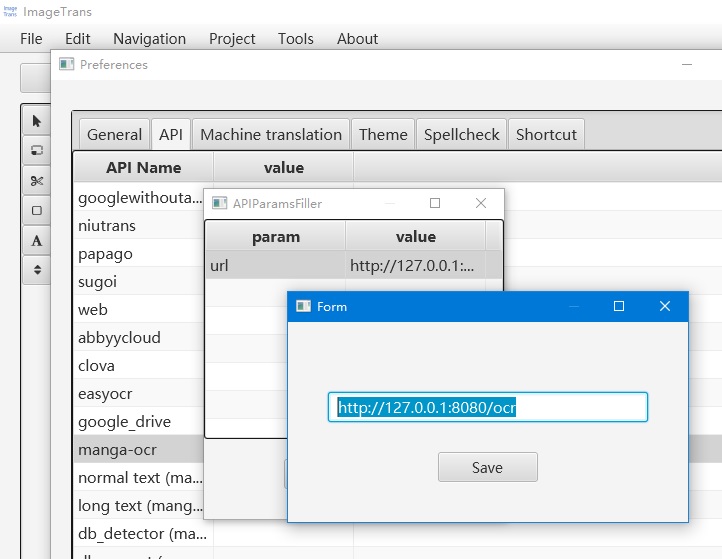 Image
Trans
ImageTrans
File Edit Navigation Project Tools About
Preferences
General API Machine translation Theme Spellcheck Shortcut
API Name value
googlewithouta...
APIParamsFiller
niutrans
param value
papago
url http://127.0.0.1:...
sugoi
web
Form
abbyycloud
clova
easyocr
http://127.0.0.1:8080/ocr
google_drive
manga-ocr
Save
normal text (ma...
long text (mang...
db_detector (ma...
A